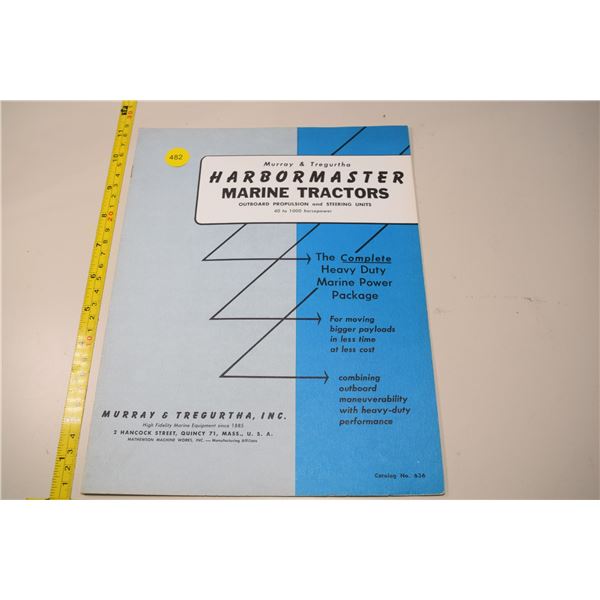 482
Murray & Tregurtha
HARBORMASTER
MARINE TRACTORS
OUTBOARD PROPULSION and STEERING UNITS
40 to 1000 horsepower
The Complete
Heavy Duty
Marine Power
Package
For moving
bigger payloads
in less time
at less cost
combining
outboard
maneuverability
with heavy-duty
performance
MURRAY & TREGURTHA, INC.
High Fidelity Marine Equipment since 1885
2 HANCOCK STREET, QUINCY 71, MASS., U. S. A.
MATHEWSON MACHINE WORKS, INC. — Manufacturing Affiliate
Catalog No. 636